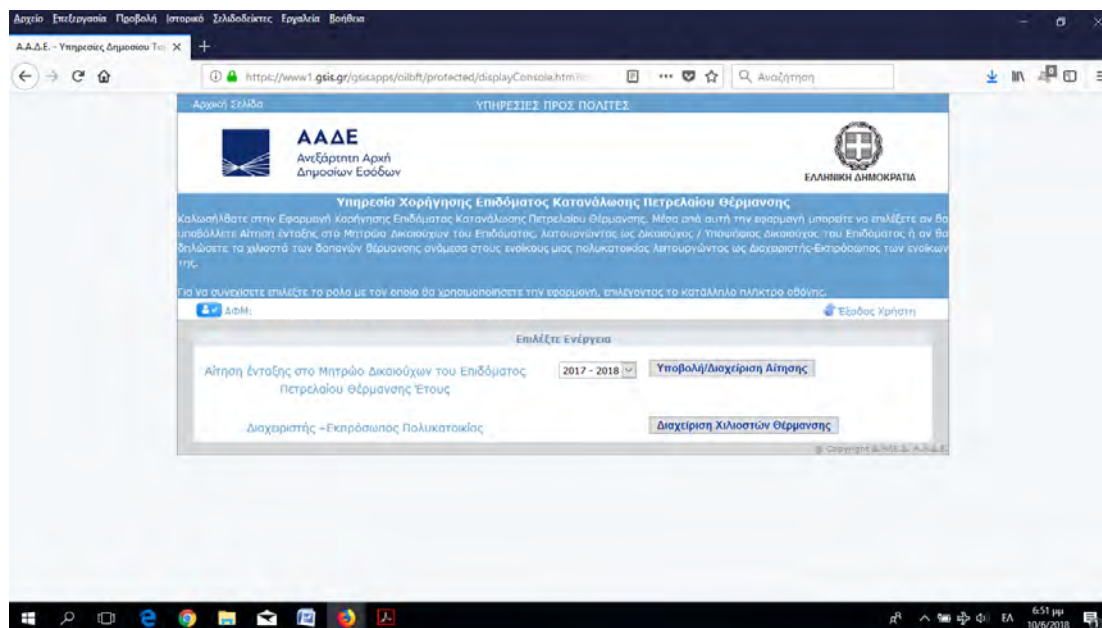 Αρχείο Επεξεργασία Προβολή Ιστορικό Σελιδοδείκτες Εργαλεία Βοήθεια
Α.Α.Δ.Ε. - Υπηρεσίες Δημοσίου
https://www1.gsis.gr/gsisapps/oilbft/protected/displayConsole.htm
Αναζήτηση
Αρχική Σελίδα
ΥΠΗΡΕΣΙΕΣ ΠΡΟΣ ΠΟΛΙΤΕΣ
ΑΑΔΕ
Ανεξάρτητη Αρχή
Δημοσίων Εσόδων
ΕΛΛΗΝΙΚΗ ΔΗΜΟΚΡΑΤΙΑ
Υπηρεσία Χορήγησης Επιδόματος Κατανάλωσης Πετρελαίου Θέρμανσης
Καλωσήλθατε στην Εφαρμογή Χορήγησης Επιδόματος Κατανάλωσης Πετρελαίου Θέρμανσης. Μέσα από αυτή την εφαρμογή μπορείτε να επιλέξετε αν θα
υποβάλλετε Αίτηση ένταξης στο Μητρώο Δικαιούχων του Επιδόματος, λειτουργώντας ως Δικαιούχος / Υποψήφιος Δικαιούχος του Επιδόματος ή αν θα
δηλώσετε τα χιλιοστά των δαπανών θέρμανσης ανάμεσα στους ενοίκους μιας πολυκατοικίας λειτουργώντας ως Διαχειριστής-Εκπρόσωπος των ενοίκων
της.
Για να συνεχίσετε επιλέξτε το ρόλο με τον οποίο θα χρησιμοποιήσετε την εφαρμογή, επιλέγοντας το κατάλληλο πλήκτρο οθόνης.
ΑΦΜ:
Έξοδος Χρήστη
Επιλέξτε Ενέργεια
Αίτηση ένταξης στο Μητρώο Δικαιούχων του Επιδόματος
Πετρελαίου Θέρμανσης Έτους
2017 - 2018
Υποβολή/Διαχείριση Αίτησης
Διαχειριστής –Εκπρόσωπος Πολυκατοικίας
Διαχείριση Χιλιοστών Θέρμανσης
@ Copyright Α.Α.Δ.Ε.
ΕΛ
6:51 μμ
10/6/2018